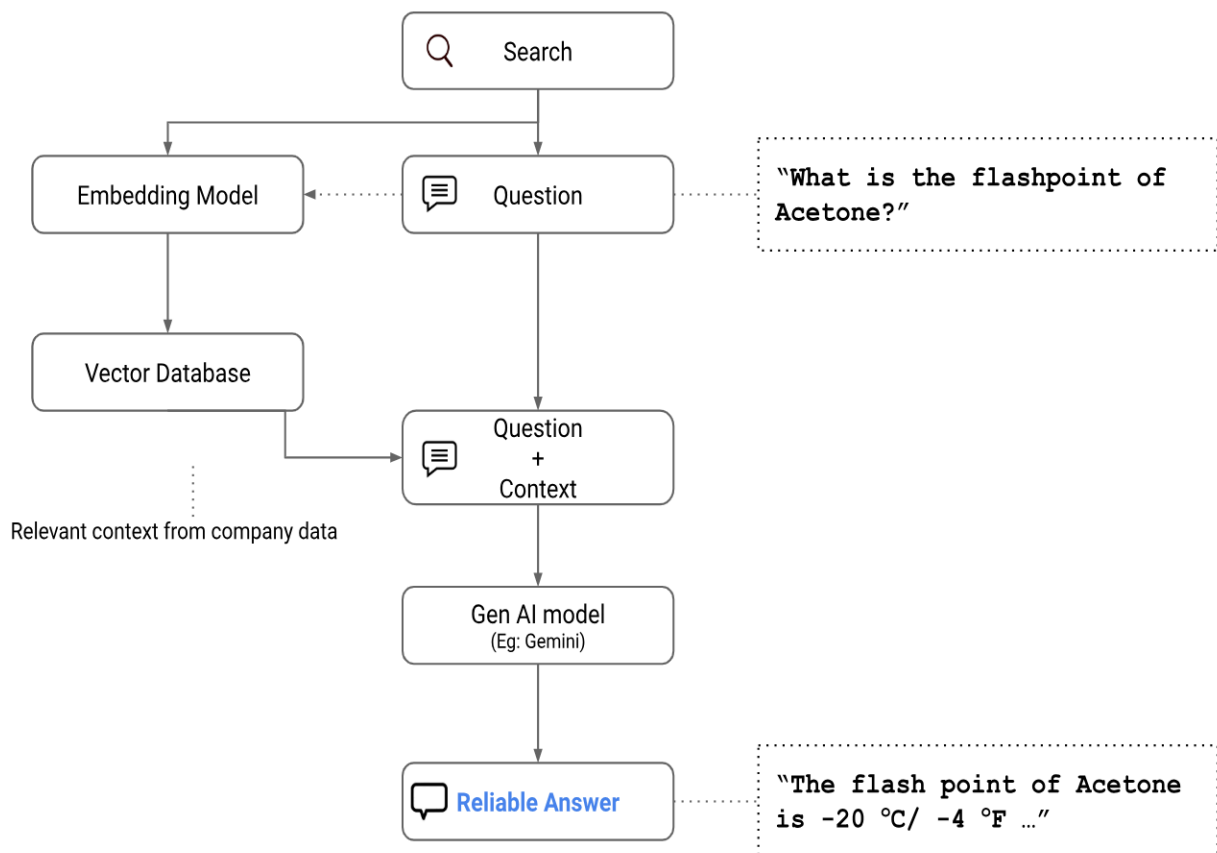 Search
Embedding Model
Question
“What is the flashpoint of
Acetone?”
Vector Database
Question
+
Context
Relevant context from company data
Gen AI model
(Eg: Gemini)
Reliable Answer
“The flash point of Acetone
is -20 °C/ -4 °F …”